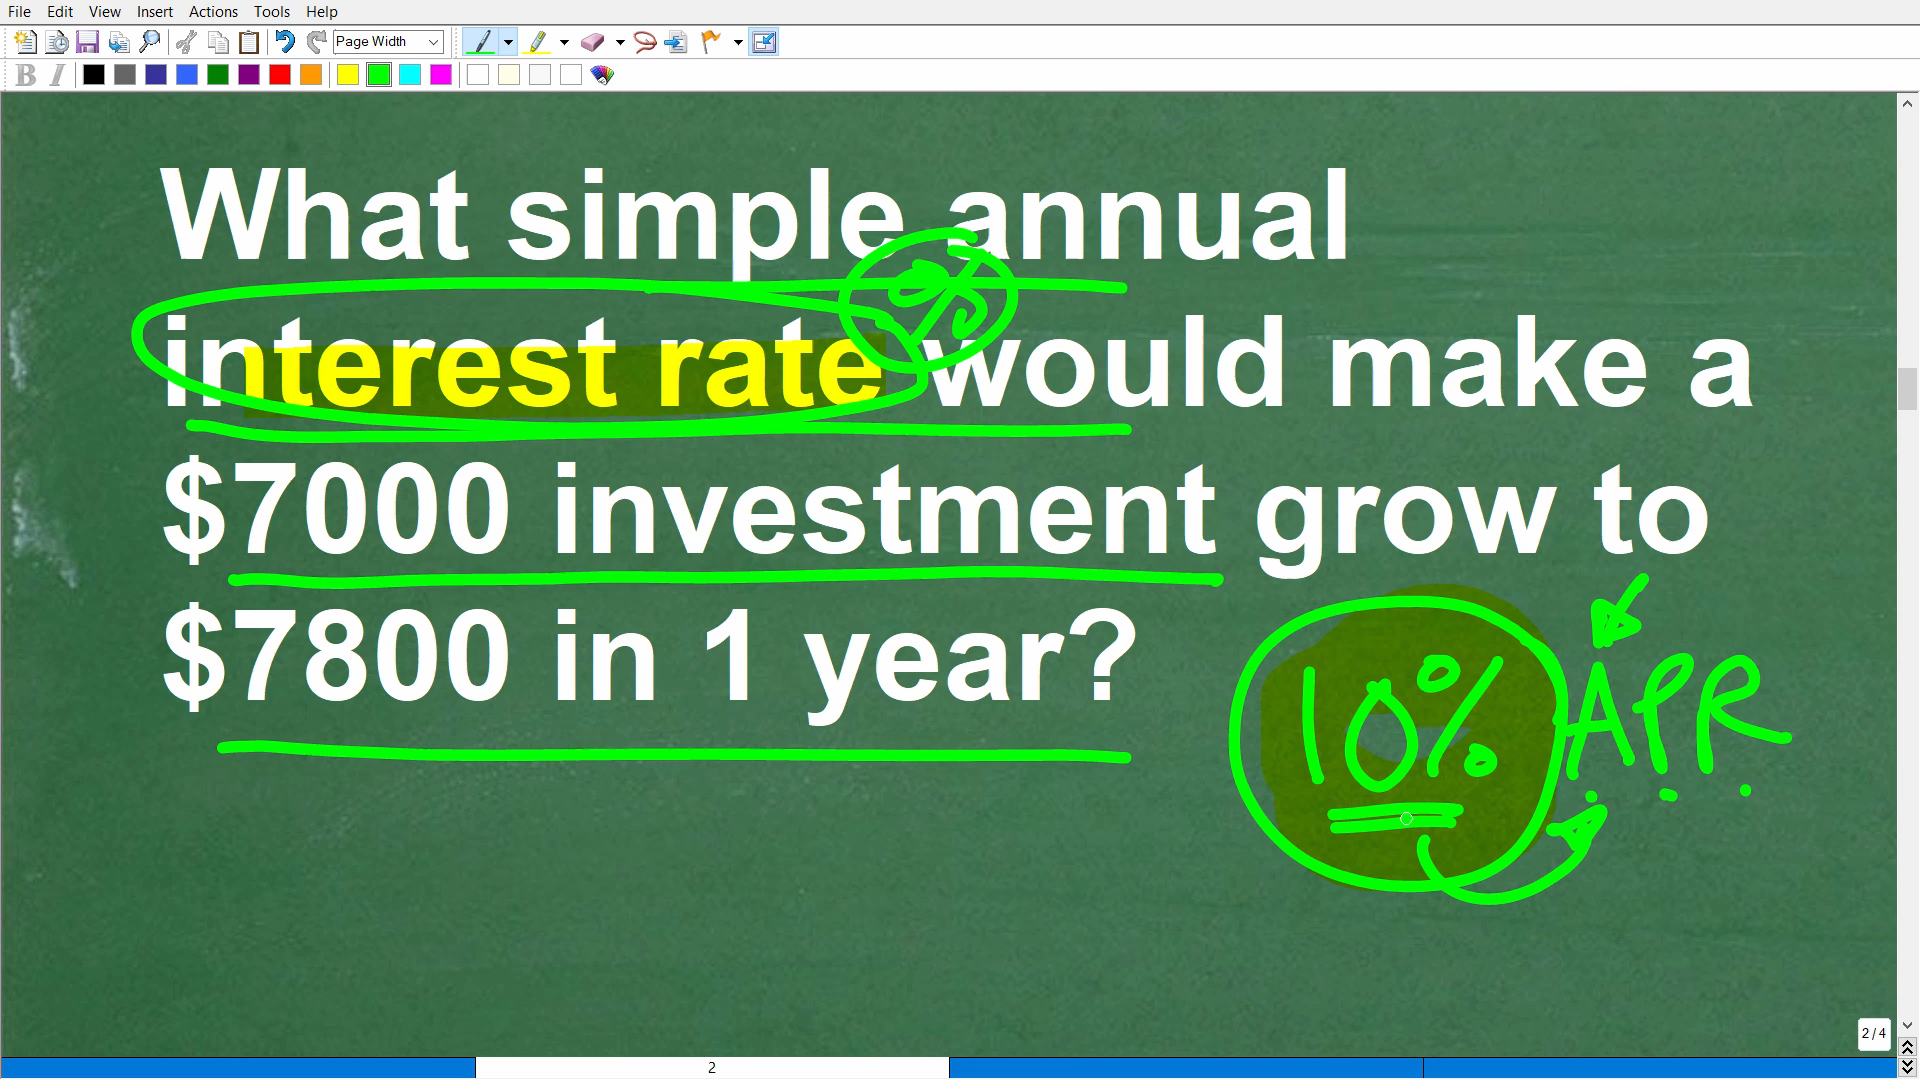 File Edit View Insert Actions Tools Help
Page Width
B I
What simple annual
%
interest rate would make a
$7000 investment grow to
$7800 in 1 year?
10% APR
2 / 4
2